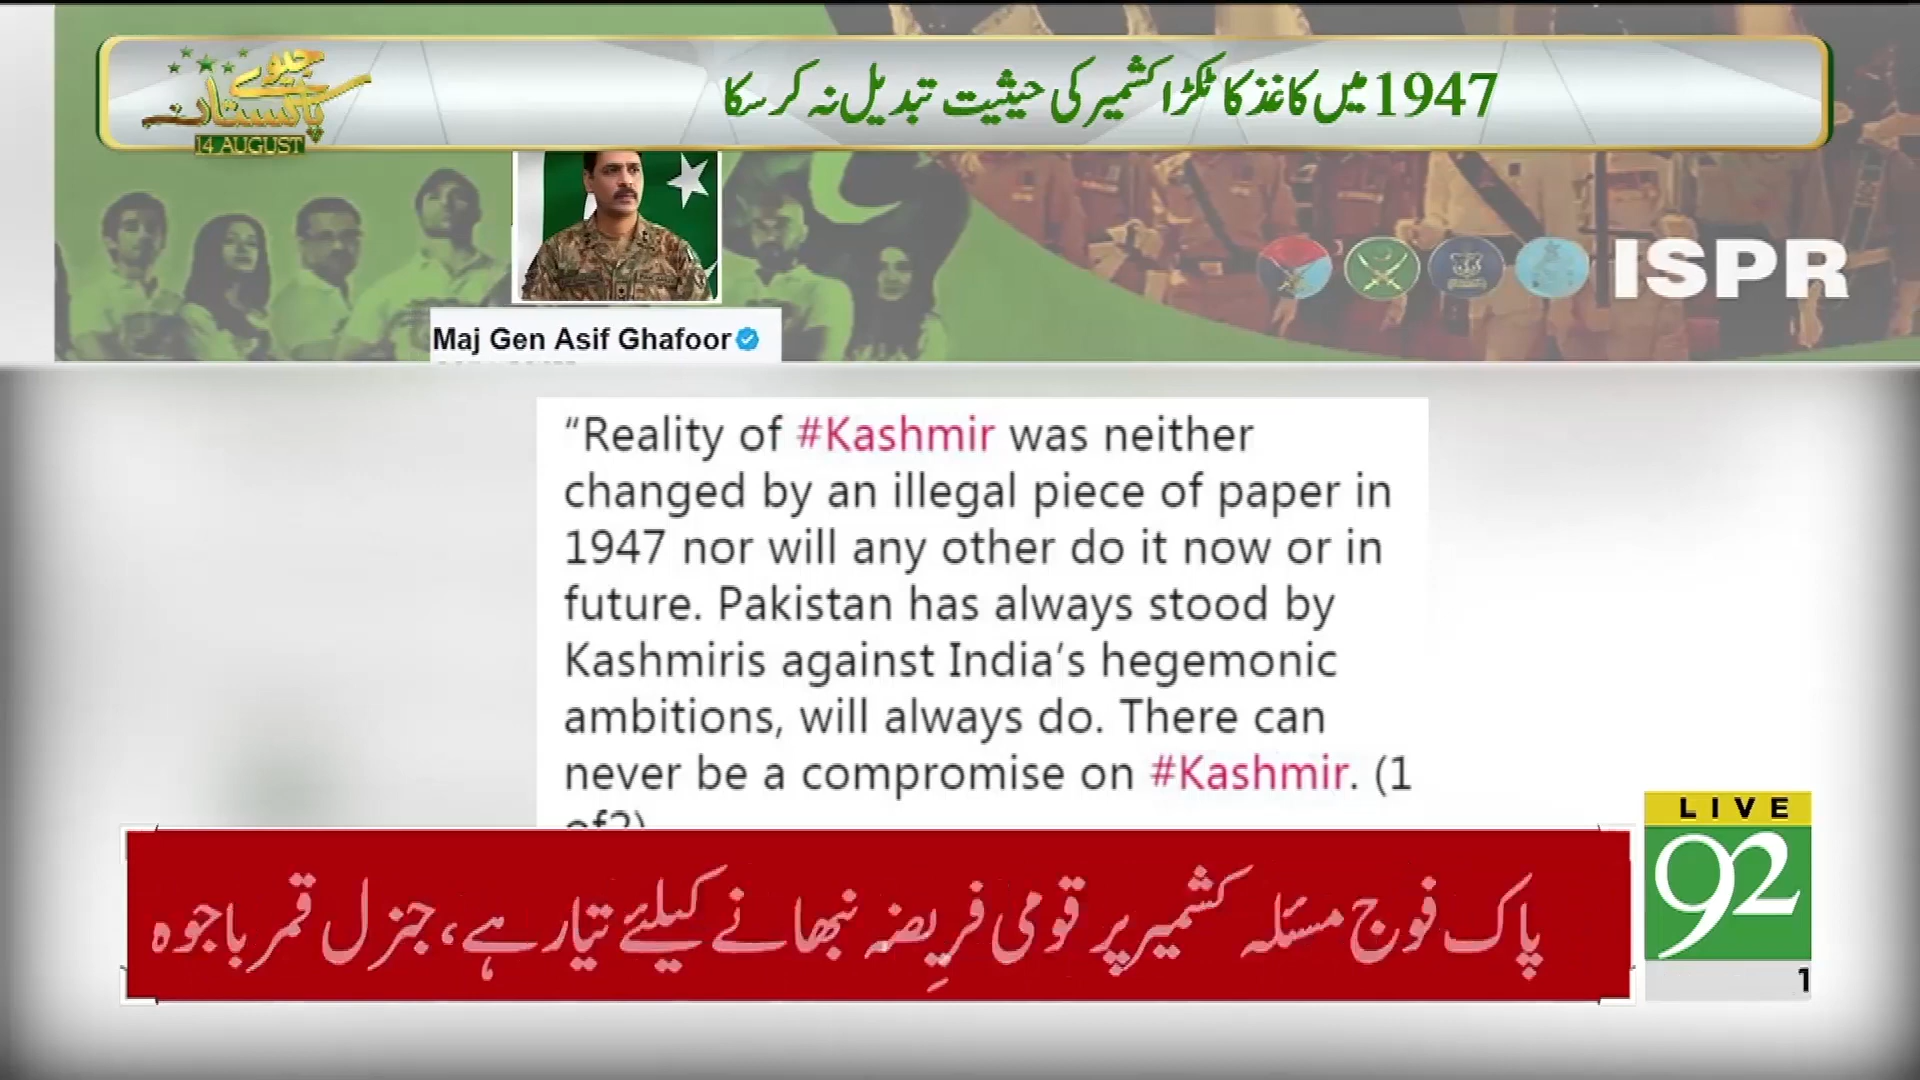 1947 میں کاغذ کا ٹکڑا کشمیر کی حیثیت تبدیل نہ کر سکا
جیوے
پاکستان
14 AUGUST
ISPR
Maj Gen Asif Ghafoor
“Reality of #Kashmir was neither
changed by an illegal piece of paper in
1947 nor will any other do it now or in
future. Pakistan has always stood by
Kashmiris against India’s hegemonic
ambitions, will always do. There can
never be a compromise on #Kashmir. (1
of2)
LIVE
92
پاک فوج مسئلہ کشمیر پر قومی فریضہ نبھانے کیلئے تیار ہے، جنرل قمر باجوہ
1